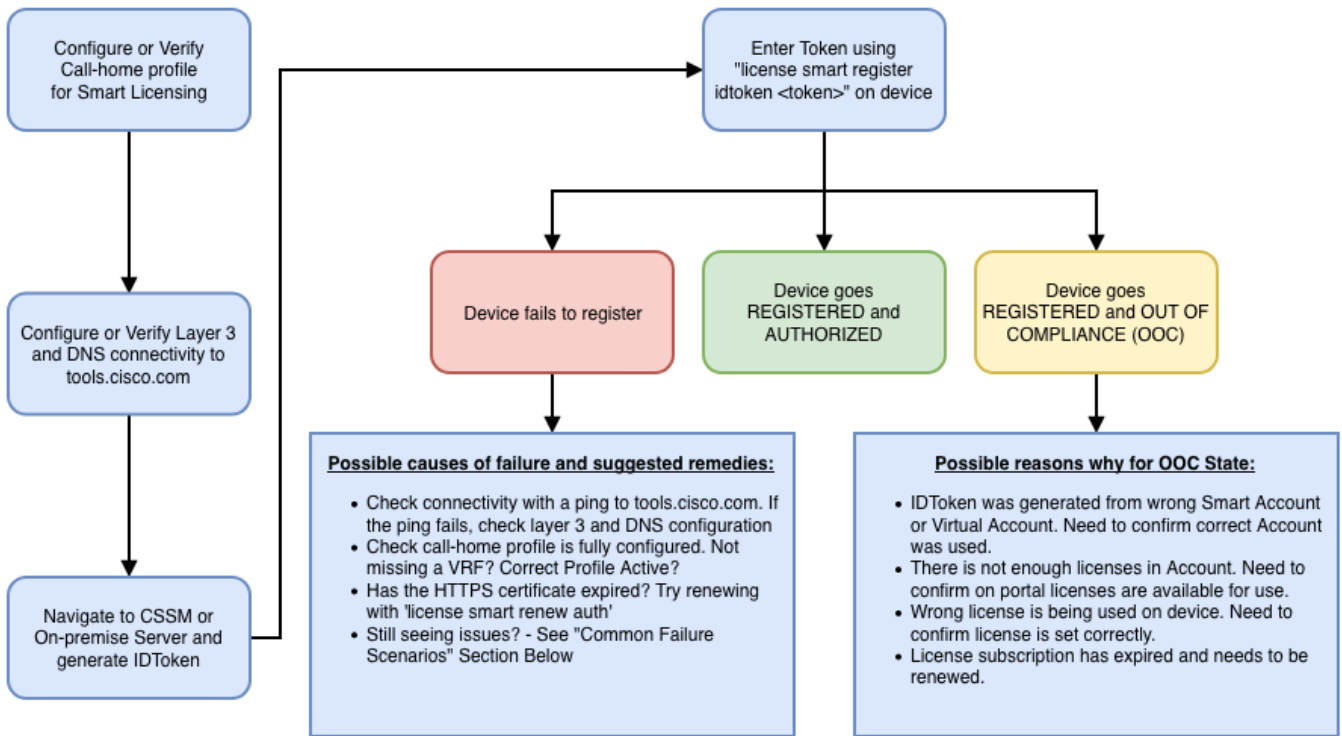 Configure or Verify
Call-home profile
for Smart Licensing
Configure or Verify Layer 3
and DNS connectivity to
tools.cisco.com
Navigate to CSSM or
On-premise Server and
generate IDToken
Enter Token using
"license smart register
idtoken <token>" on device
Device fails to register
Device goes
REGISTERED and
AUTHORIZED
Device goes
REGISTERED and OUT OF
COMPLIANCE (OOC)
Possible causes of failure and suggested remedies:
• Check connectivity with a ping to tools.cisco.com. If
the ping fails, check layer 3 and DNS configuration
• Check call-home profile is fully configured. Not
missing a VRF? Correct Profile Active?
• Has the HTTPS certificate expired? Try renewing
with 'license smart renew auth'
• Still seeing issues? - See "Common Failure
Scenarios" Section Below
Possible reasons why for OOC State:
• IDToken was generated from wrong Smart Account
or Virtual Account. Need to confirm correct Account
was used.
• There is not enough licenses in Account. Need to
confirm on portal licenses are available for use.
• Wrong license is being used on device. Need to
confirm license is set correctly.
• License subscription has expired and needs to be
renewed.